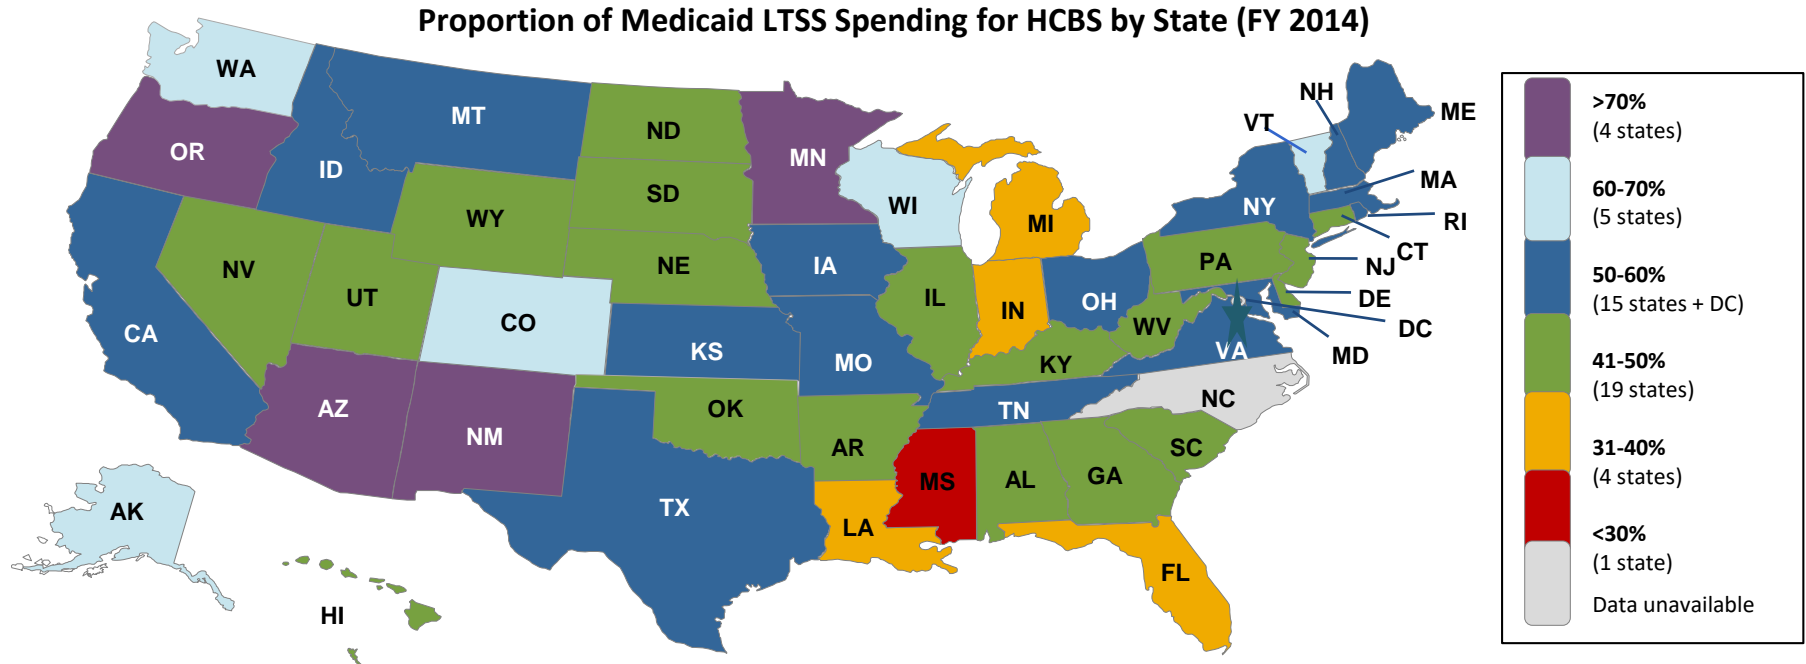 Proportion of Medicaid LTSS Spending for HCBS by State (FY 2014)
WA
OR
MT
ID
ND
MN
SD
WY
WI
MI
NE
IA
NV
UT
CO
CA
KS
MO
IL
IN
OH
PA
NY
VT
NH
ME
MA
RI
CT
NJ
DE
DC
MD
WV
VA
KY
TN
NC
AZ
NM
OK
AR
SC
MS
AL
GA
TX
LA
FL
AK
HI
>70%
(4 states)
60-70%
(5 states)
50-60%
(15 states + DC)
41-50%
(19 states)
31-40%
(4 states)
<30%
(1 state)
Data unavailable